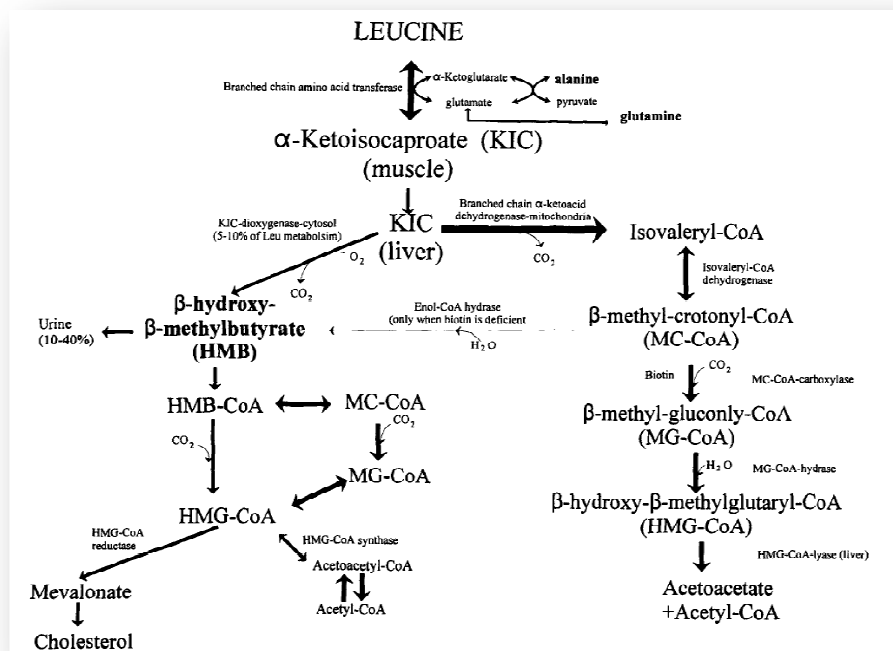 LEUCINE
Branched chain amino acid transferase
α-Ketoglutarate
alanine
glutamate
pyruvate
glutamine
α-Ketoisocaproate (KIC)
(muscle)
KIC-dioxygenase-cytosol
(5-10% of Leu metabolsim)
KIC
(liver)
Branched chain α-ketoacid
dehydrogenase-mitochondria
Isovaleryl-CoA
O2
CO2
CO2
Isovaleryl-CoA
dehydrogenase
Urine
(10-40%)
β-hydroxy-
β-methylbutyrate
(HMB)
Enol-CoA hydrase
(only when biotin is deficient
H2O
β-methyl-crotonyl-CoA
(MC-CoA)
Biotin
CO2
MC-CoA-carboxylase
HMB-CoA
MC-CoA
β-methyl-gluconly-CoA
(MG-CoA)
CO2
CO2
MG-CoA
H2O
MG-CoA-hydrase
HMG-CoA
β-hydroxy-β-methylglutaryl-CoA
(HMG-CoA)
HMG-CoA
reductase
HMG-CoA synthase
Acetoacetyl-CoA
HMG-CoA-lyase (liver)
Mevalonate
Acetyl-CoA
Acetoacetate
+Acetyl-CoA
Cholesterol